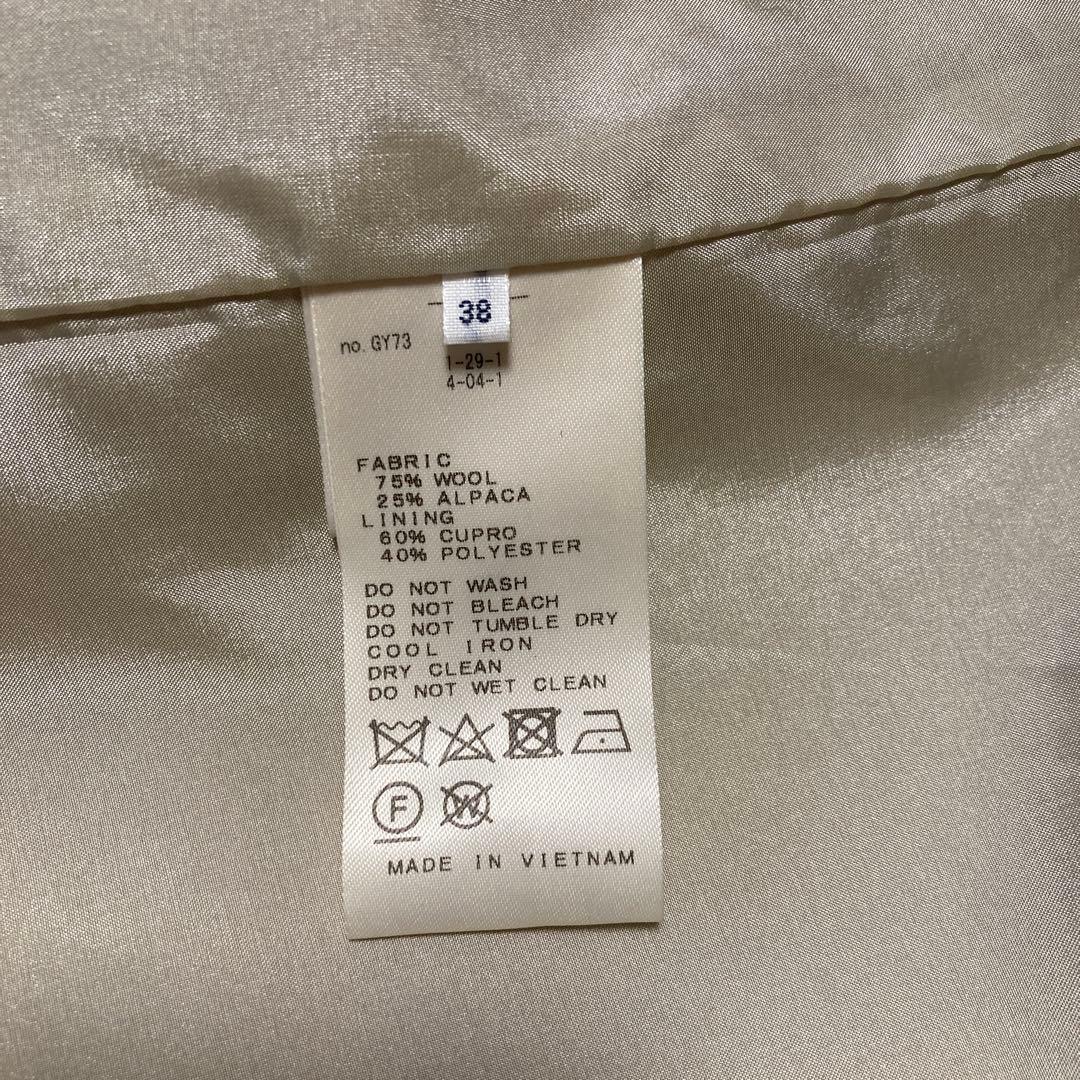 38
no. GY73
1-29-1
4-04-1
FABRIC
75% WOOL
25% ALPACA
LINING
60% CUPRO
40% POLYESTER
DO NOT WASH
DO NOT BLEACH
DO NOT TUMBLE DRY
COOL IRON
DRY CLEAN
DO NOT WET CLEAN
F W
MADE IN VIETNAM